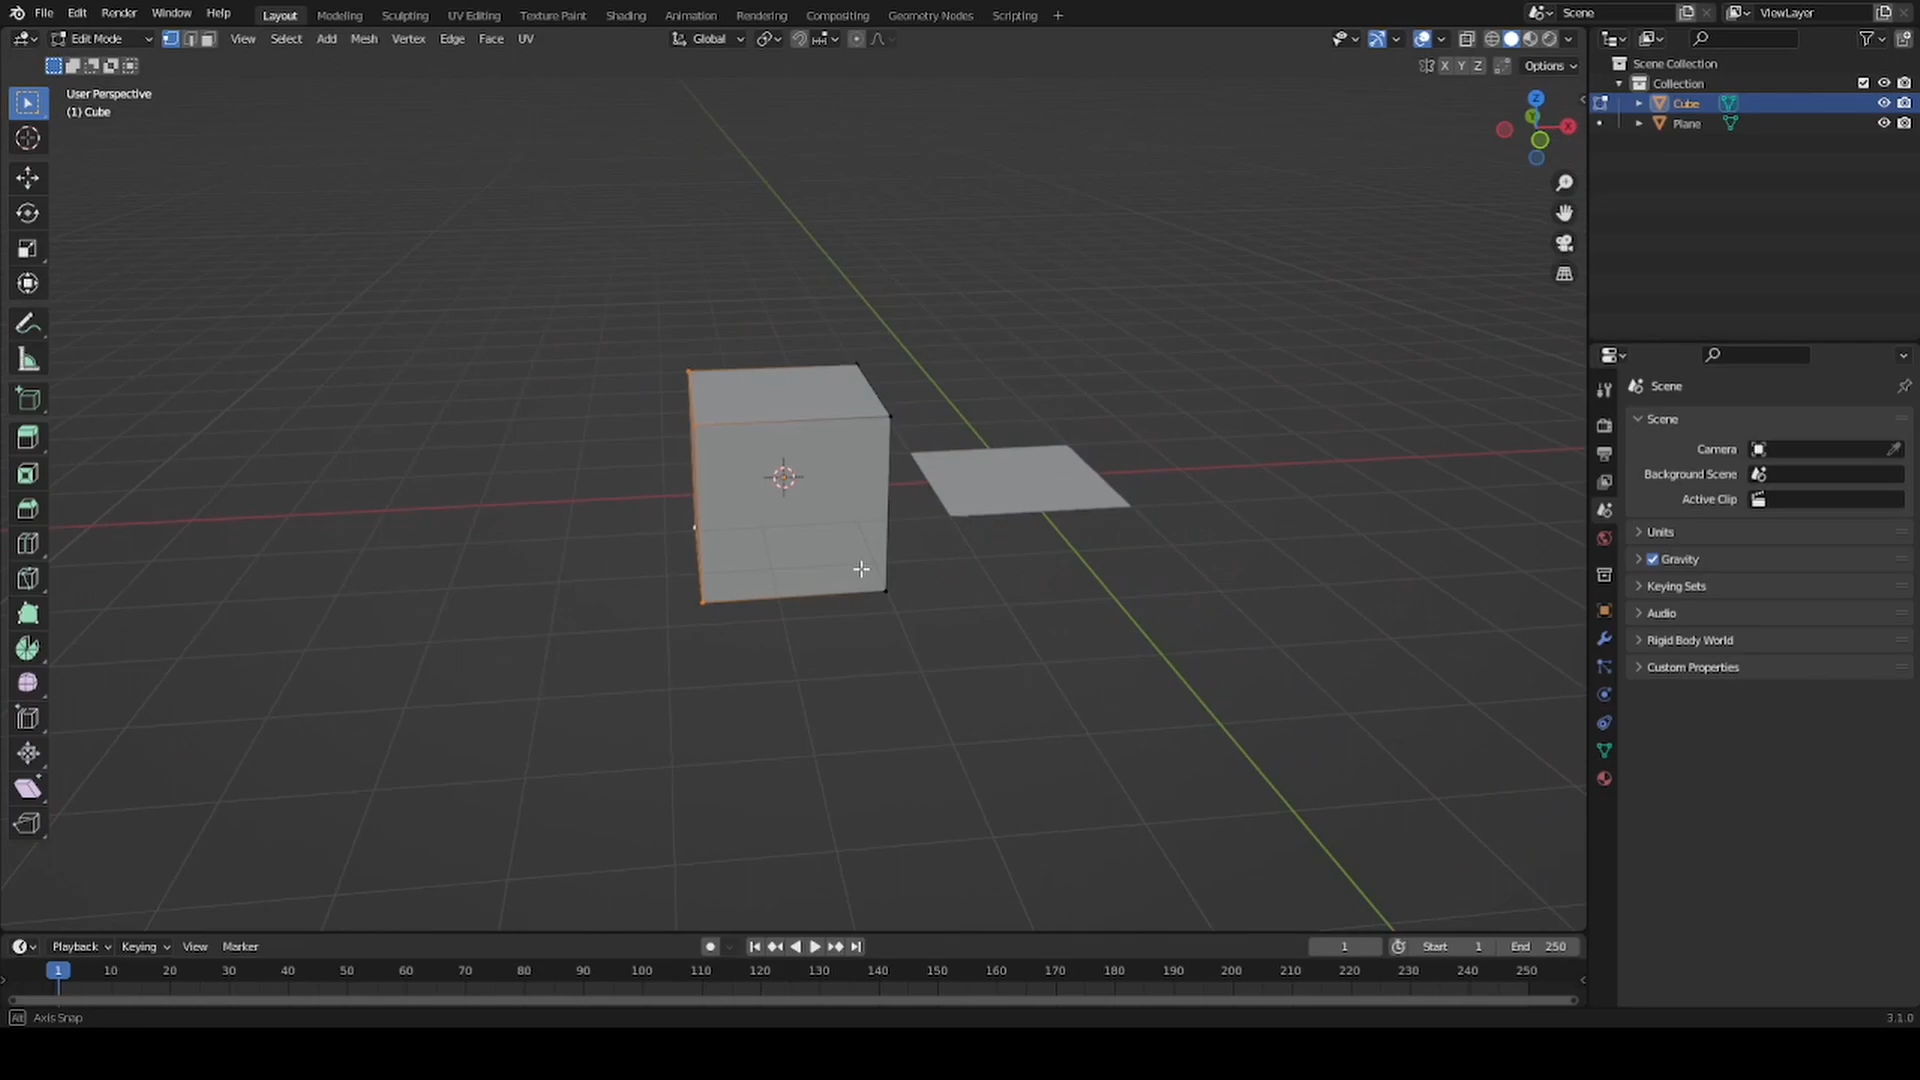 File Edit Render Window Help Layout Modeling Sculpting UV Editing Texture Paint Shading Animation Rendering Compositing Geometry Nodes Scripting + Scene ViewLayer
Edit Mode View Select Add Mesh Vertex Edge Face UV Global
X Y Z Options
User Perspective
(1) Cube
Z
Y
X
Scene Collection
Collection
Cube
Plane
Scene
Scene
Camera
Background Scene
Active Clip
Units
Gravity
Keying Sets
Audio
Rigid Body World
Custom Properties
Playback Keying View Marker 1 Start 1 End 250
1 10 20 30 40 50 60 70 80 90 100 110 120 130 140 150 160 170 180 190 200 210 220 230 240 250
Alt Axis Snap 3.1.0